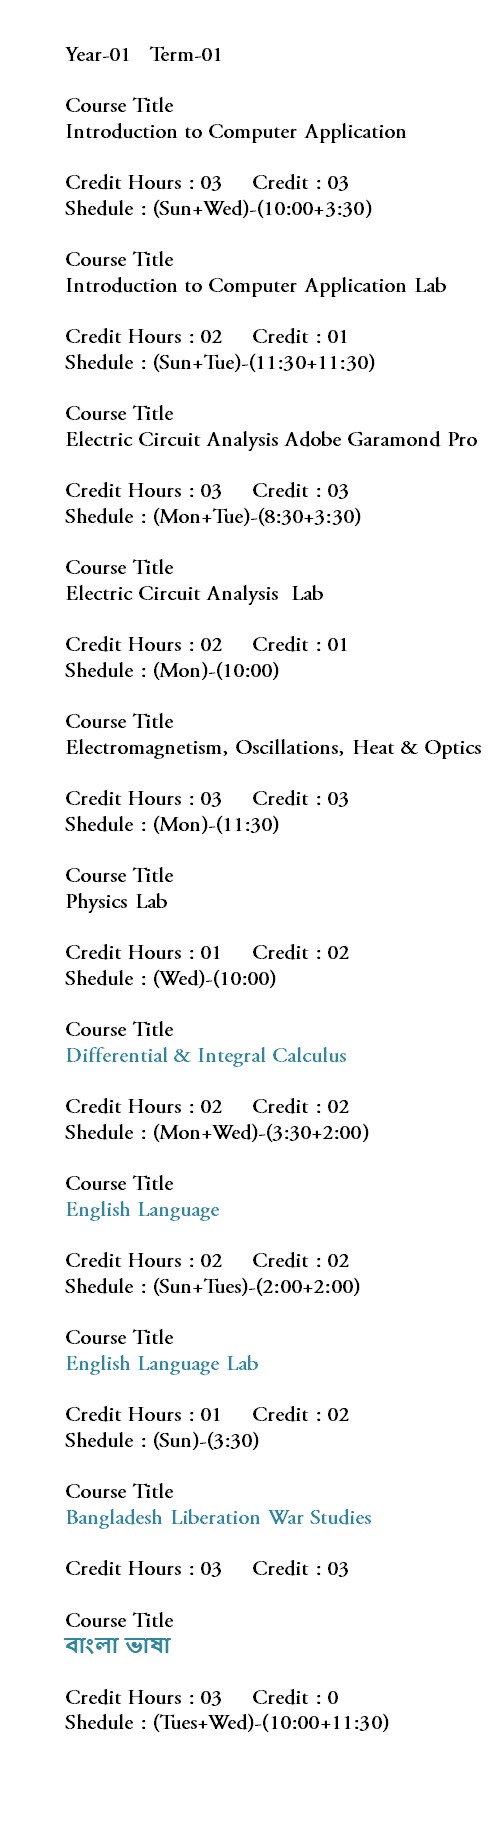 Year-01 Term-01
Course Title
Introduction to Computer Application
Credit Hours : 03 Credit : 03
Shedule : (Sun+Wed)-(10:00+3:30)
Course Title
Introduction to Computer Application Lab
Credit Hours : 02 Credit : 01
Shedule : (Sun+Tue)-(11:30+11:30)
Course Title
Electric Circuit Analysis Adobe Garamond Pro
Credit Hours : 03 Credit : 03
Shedule : (Mon+Tue)-(8:30+3:30)
Course Title
Electric Circuit Analysis Lab
Credit Hours : 02 Credit : 01
Shedule : (Mon)-(10:00)
Course Title
Electromagnetism, Oscillations, Heat & Optics
Credit Hours : 03 Credit : 03
Shedule : (Mon)-(11:30)
Course Title
Physics Lab
Credit Hours : 01 Credit : 02
Shedule : (Wed)-(10:00)
Course Title
Differential & Integral Calculus
Credit Hours : 02 Credit : 02
Shedule : (Mon+Wed)-(3:30+2:00)
Course Title
English Language
Credit Hours : 02 Credit : 02
Shedule : (Sun+Tues)-(2:00+2:00)
Course Title
English Language Lab
Credit Hours : 01 Credit : 02
Shedule : (Sun)-(3:30)
Course Title
Bangladesh Liberation War Studies
Credit Hours : 03 Credit : 03
Course Title
বাংলা ভাষা
Credit Hours : 03 Credit : 0
Shedule : (Tues+Wed)-(10:00+11:30)